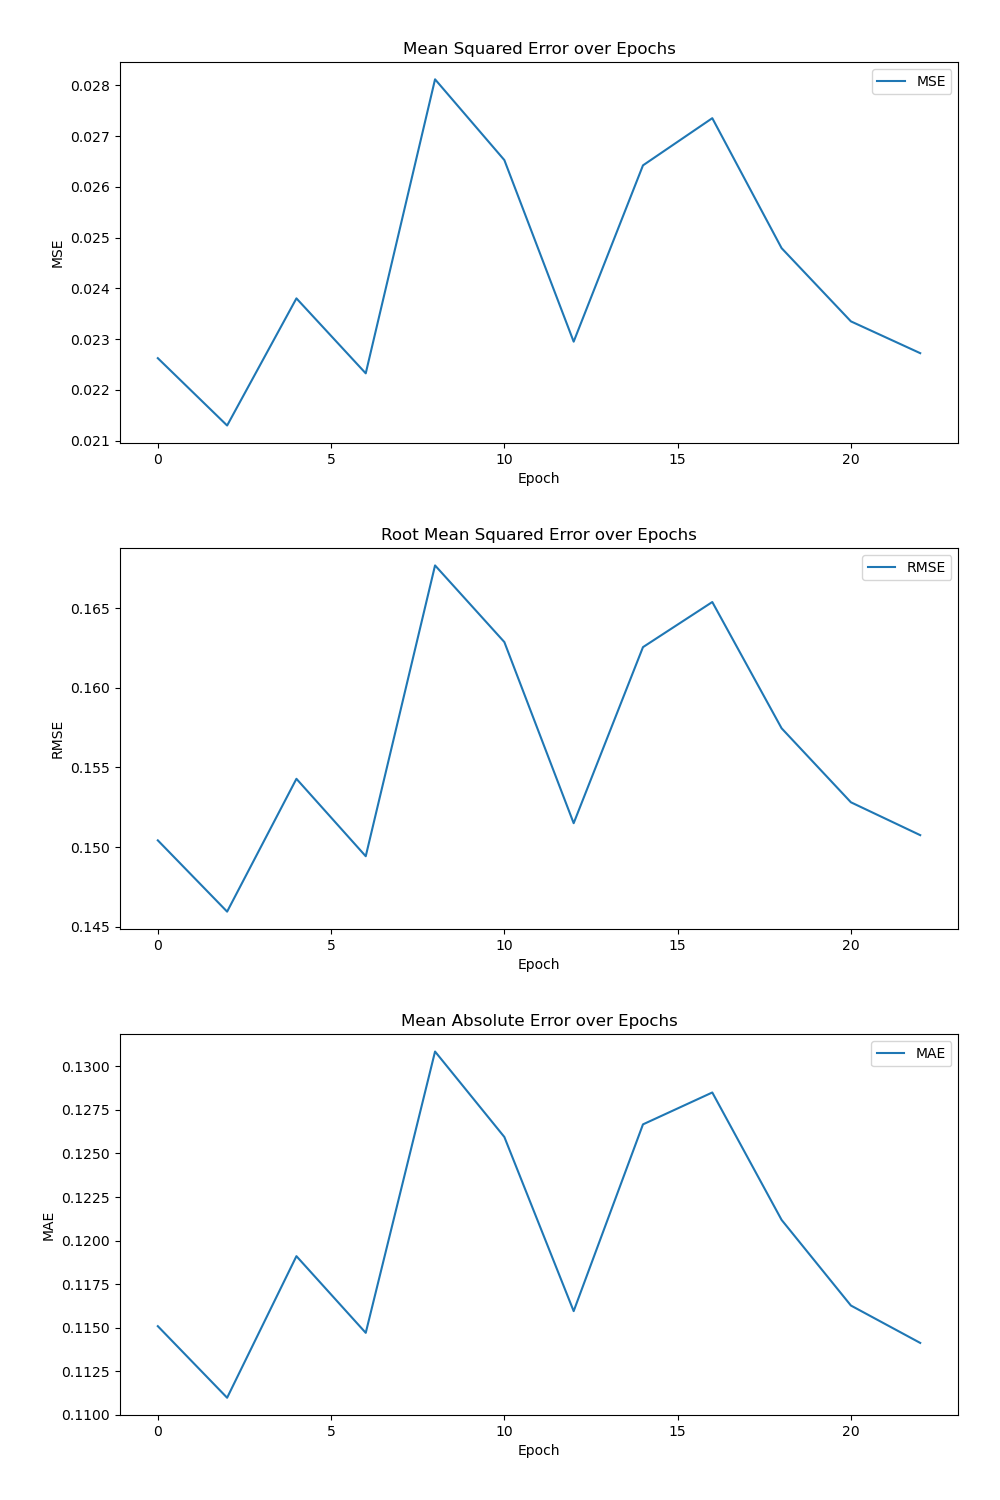 Mean Squared Error over Epochs
MSE
0.028
0.027
0.026
0.025
0.024
0.023
0.022
0.021
MSE
0 5 10 15 20
Epoch
Root Mean Squared Error over Epochs
RMSE
0.165
0.160
0.155
0.150
0.145
RMSE
0 5 10 15 20
Epoch
Mean Absolute Error over Epochs
MAE
0.1300
0.1275
0.1250
0.1225
0.1200
0.1175
0.1150
0.1125
0.1100
MAE
0 5 10 15 20
Epoch